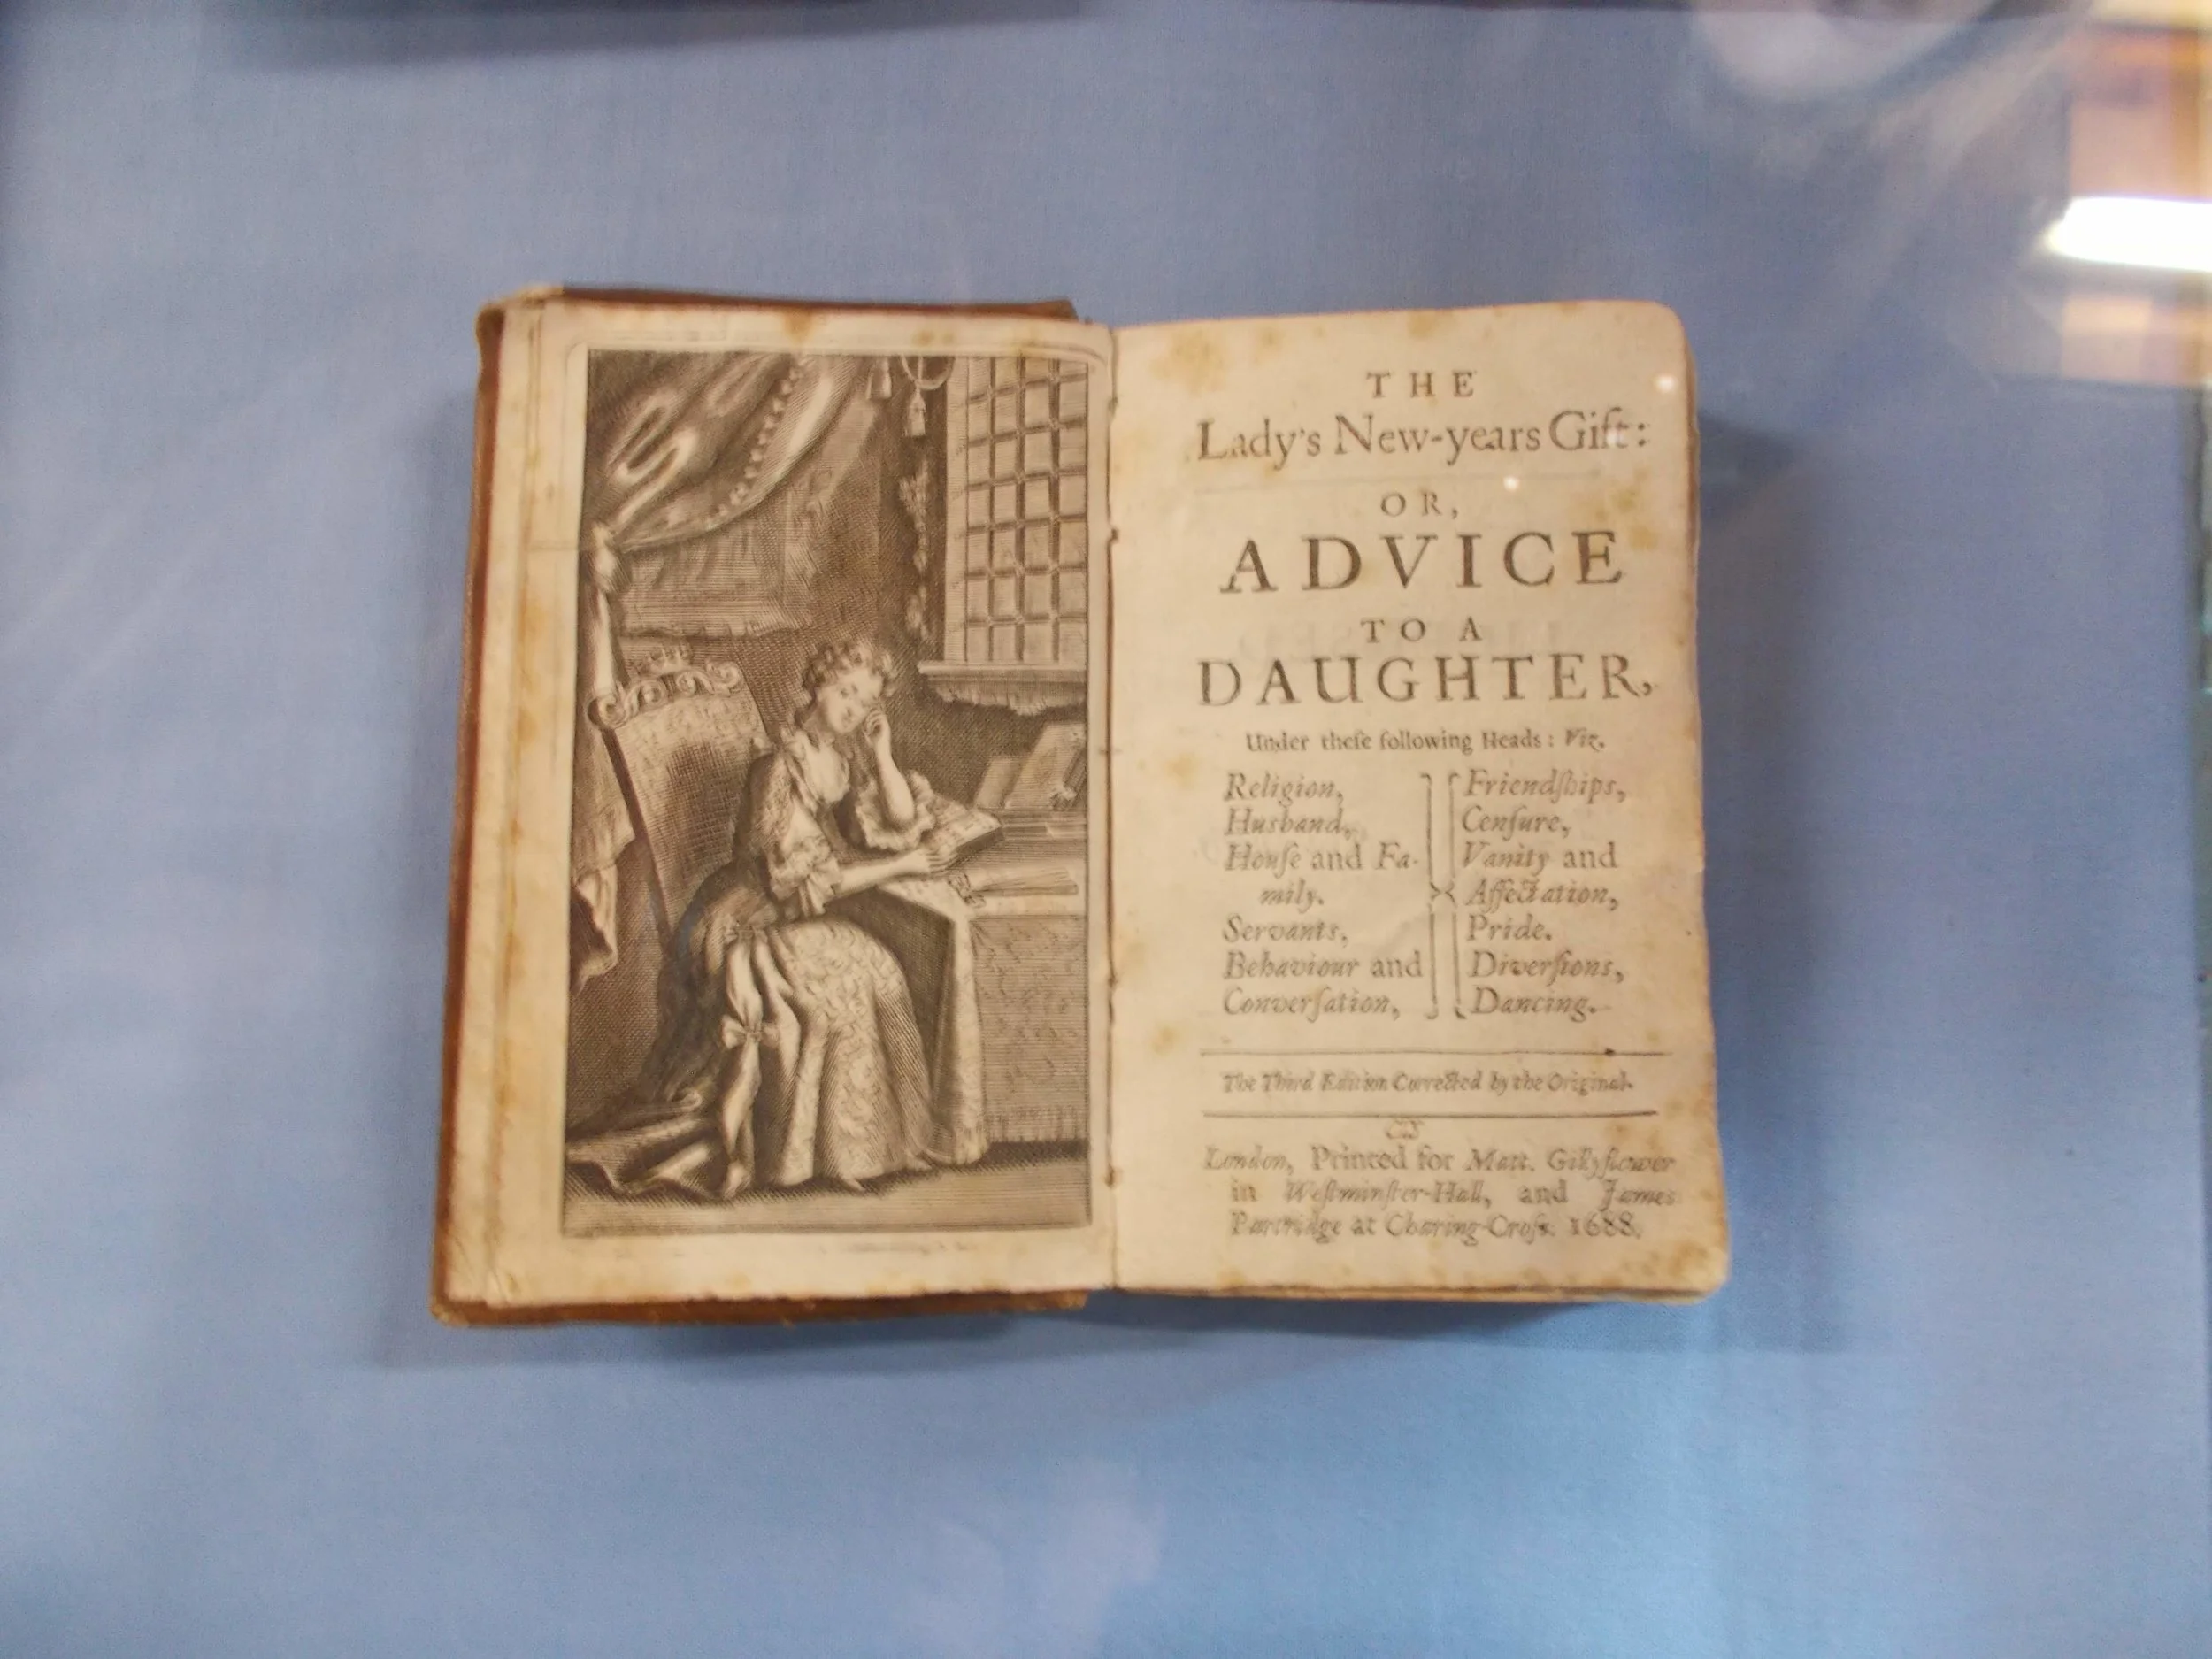 THE
Lady's New-years Gift:
OR,
ADVICE
TO A
DAUGHTER,
Under theſe following Heads: Viz.
Religion,
Husband,
Houſe and Fa-
mily.
Servants,
Behaviour and
Converſation,
Friendſhips,
Cenſure,
Vanity and
Affectation,
Pride.
Diverſions,
Dancing.
The Third Edition Corrected by the Original.
London, Printed for Matt. Gillyflower
in Weſtminſter-Hall, and James
Partridge at Charing-Croſs. 1688.